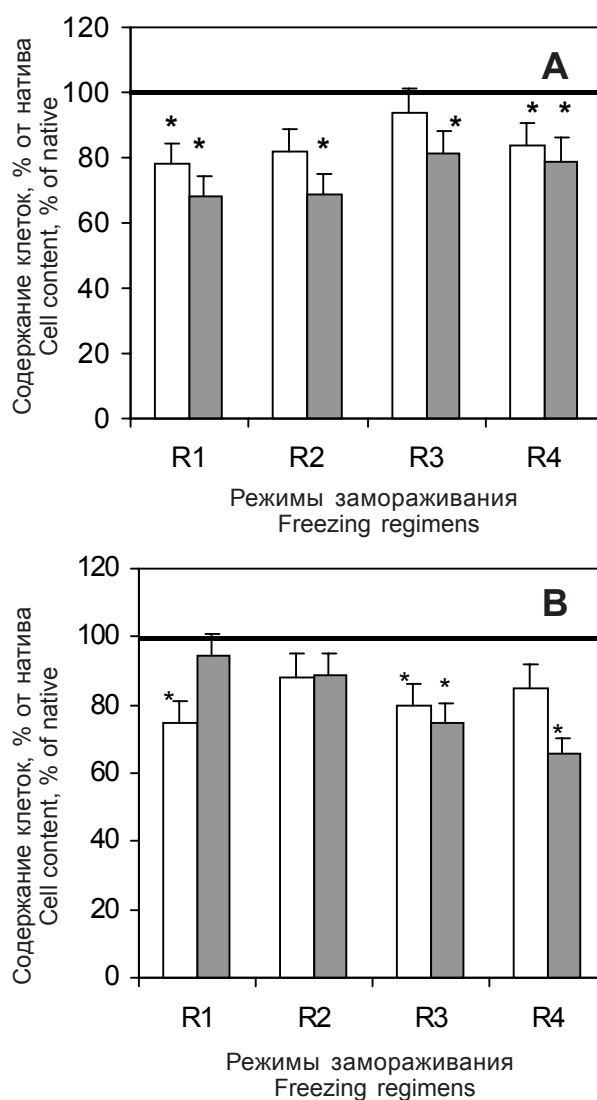 120
100
80
60
40
20
0
Содержание клеток, % от натива
Cell content, % of native
A
* * * * * *
R1 R2 R3 R4
Режимы замораживания
Freezing regimens
120
100
80
60
40
20
0
Содержание клеток, % от натива
Cell content, % of native
B
* * * *
R1 R2 R3 R4
Режимы замораживания
Freezing regimens